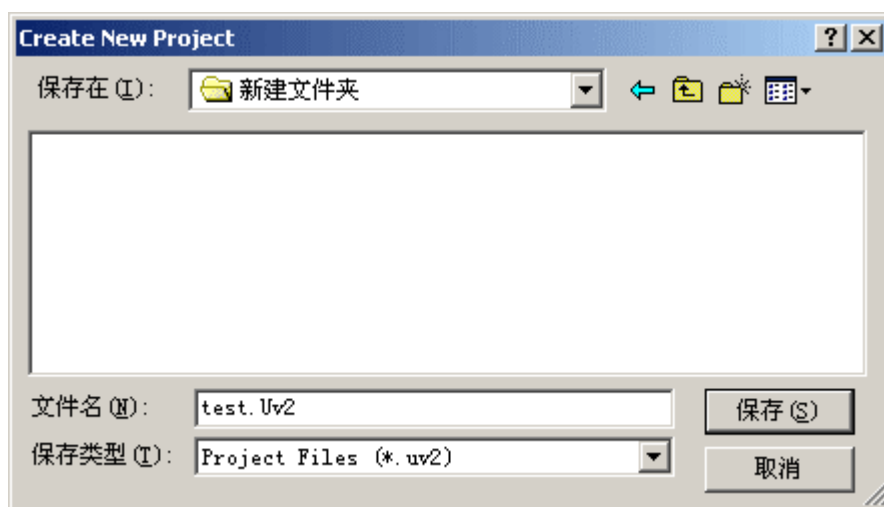 Create New Project
保存在(I):
新建文件夹
文件名(N):
test.Uv2
保存(S)
保存类型(T):
Project Files (*.uv2)
取消